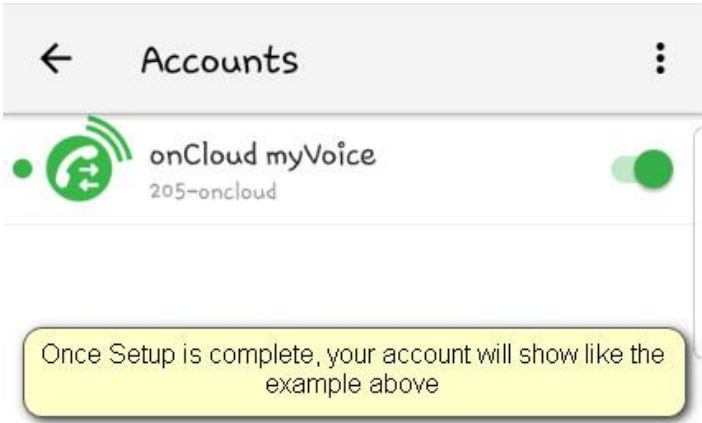 Accounts
onCloud myVoice
205-oncloud
Once Setup is complete, your account will show like the
example above